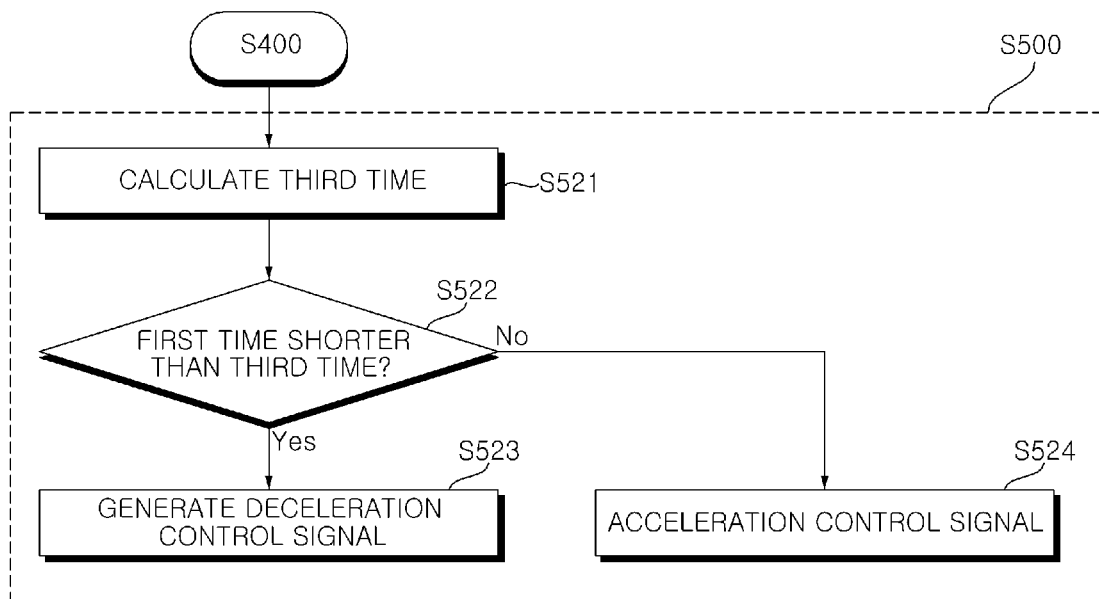 S400
S500
CALCULATE THIRD TIME
S521
S522
FIRST TIME SHORTER
THAN THIRD TIME?
No
Yes
S523
GENERATE DECELERATION
CONTROL SIGNAL
S524
ACCELERATION CONTROL SIGNAL